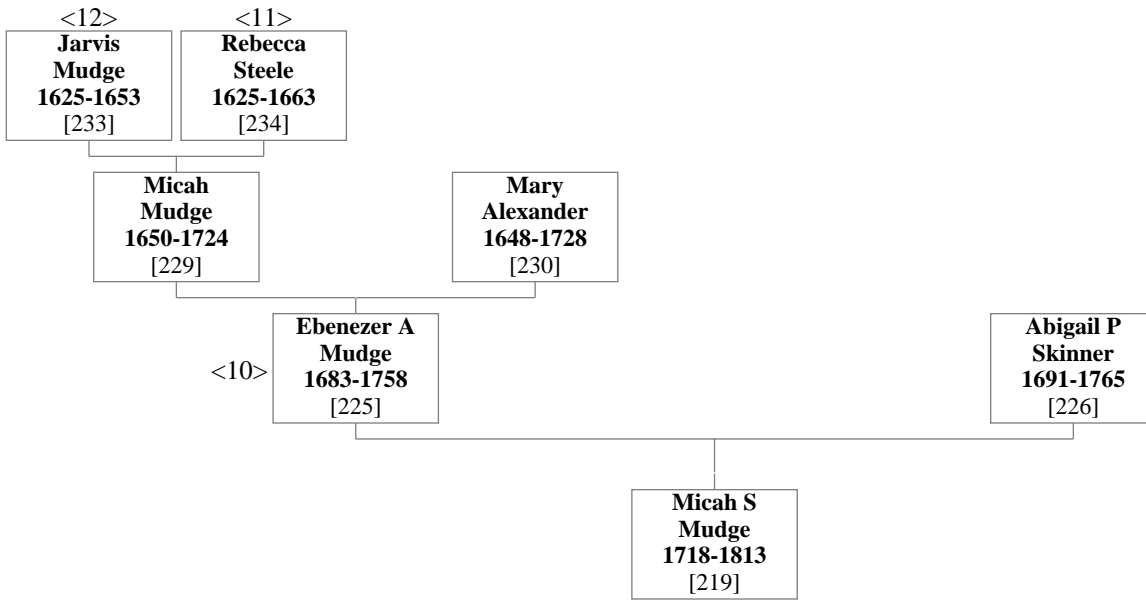 <12>
Jarvis
Mudge
1625-1653
[233]
<11>
Rebecca
Steele
1625-1663
[234]
Micah
Mudge
1650-1724
[229]
Mary
Alexander
1648-1728
[230]
<10>
Ebenezer A
Mudge
1683-1758
[225]
Abigail P
Skinner
1691-1765
[226]
Micah S
Mudge
1718-1813
[219]